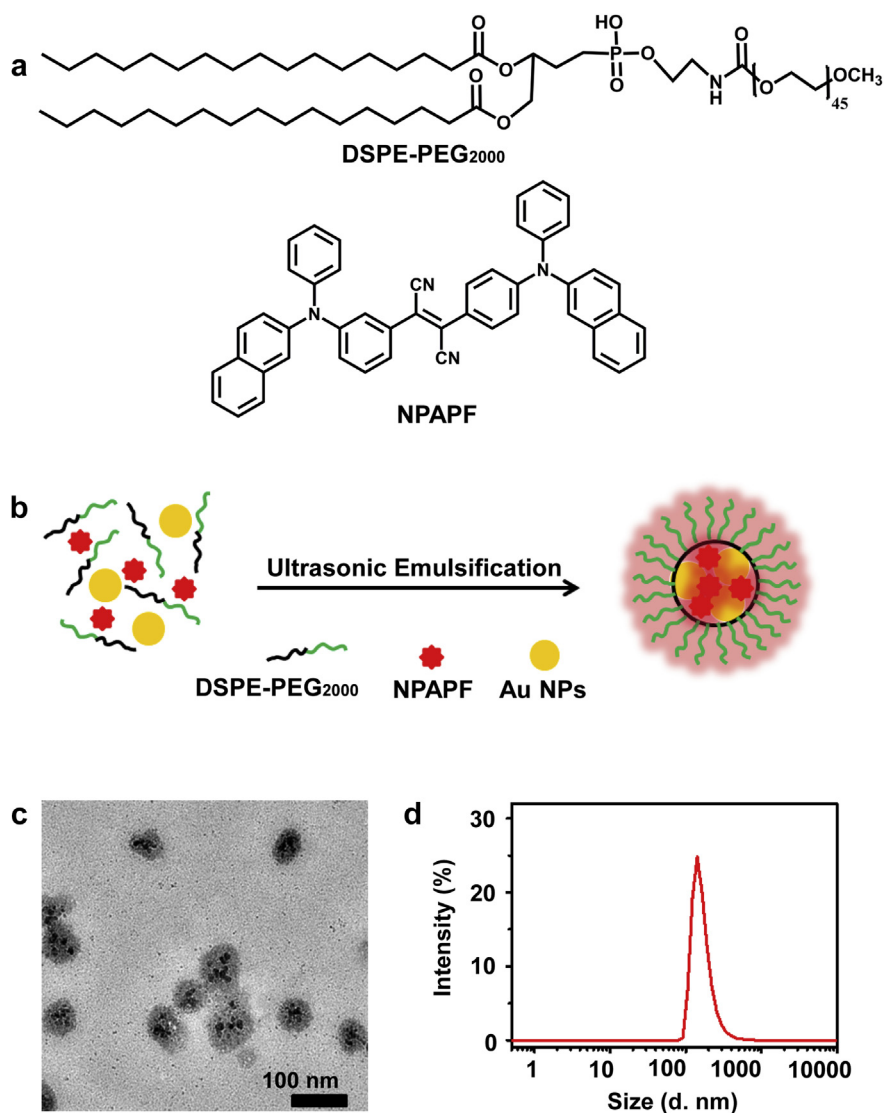 a
O
O
O
O
HO
P
O
O
N
H
O
O
OCH3
45
DSPE-PEG2000
N
CN
CN
N
NPAPF
b
Ultrasonic Emulsification
DSPE-PEG2000 NPAPF Au NPs
c
100 nm
d
30
20
10
0
Intensity (%)
1 10 100 1000 10000
Size (d. nm)